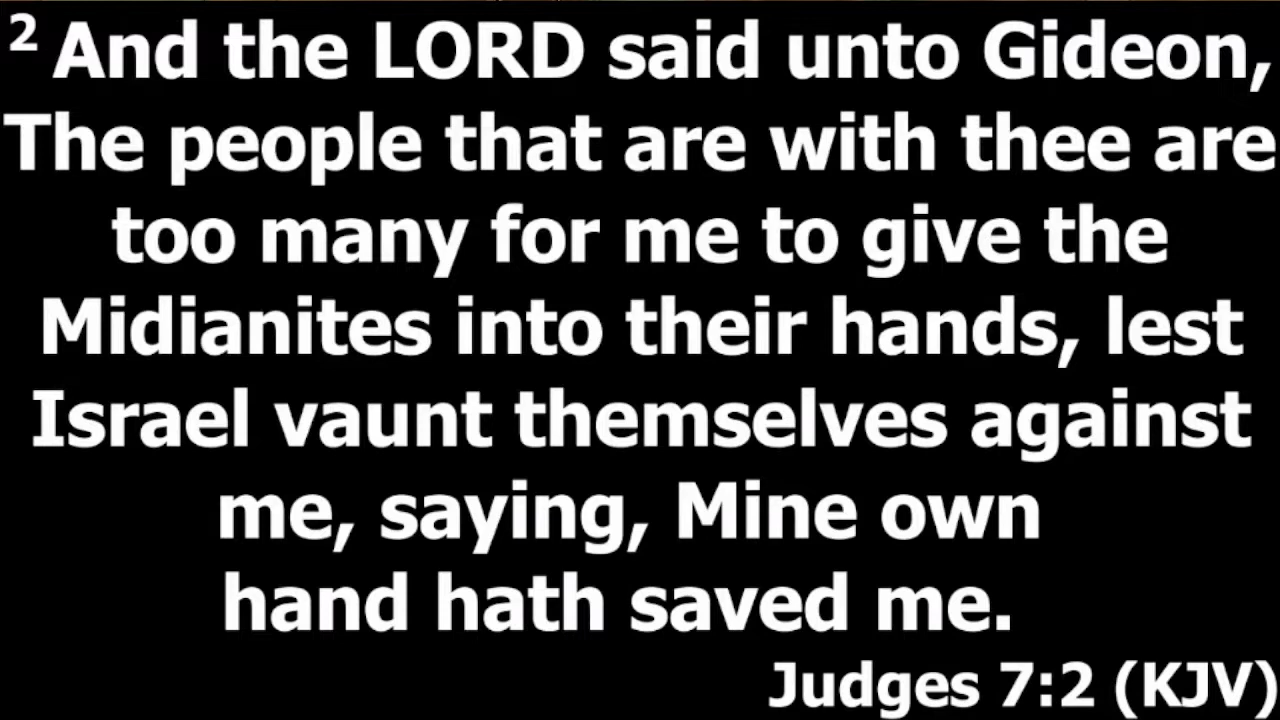 2 And the LORD said unto Gideon,
The people that are with thee are
too many for me to give the
Midianites into their hands, lest
Israel vaunt themselves against
me, saying, Mine own
hand hath saved me.
Judges 7:2 (KJV)